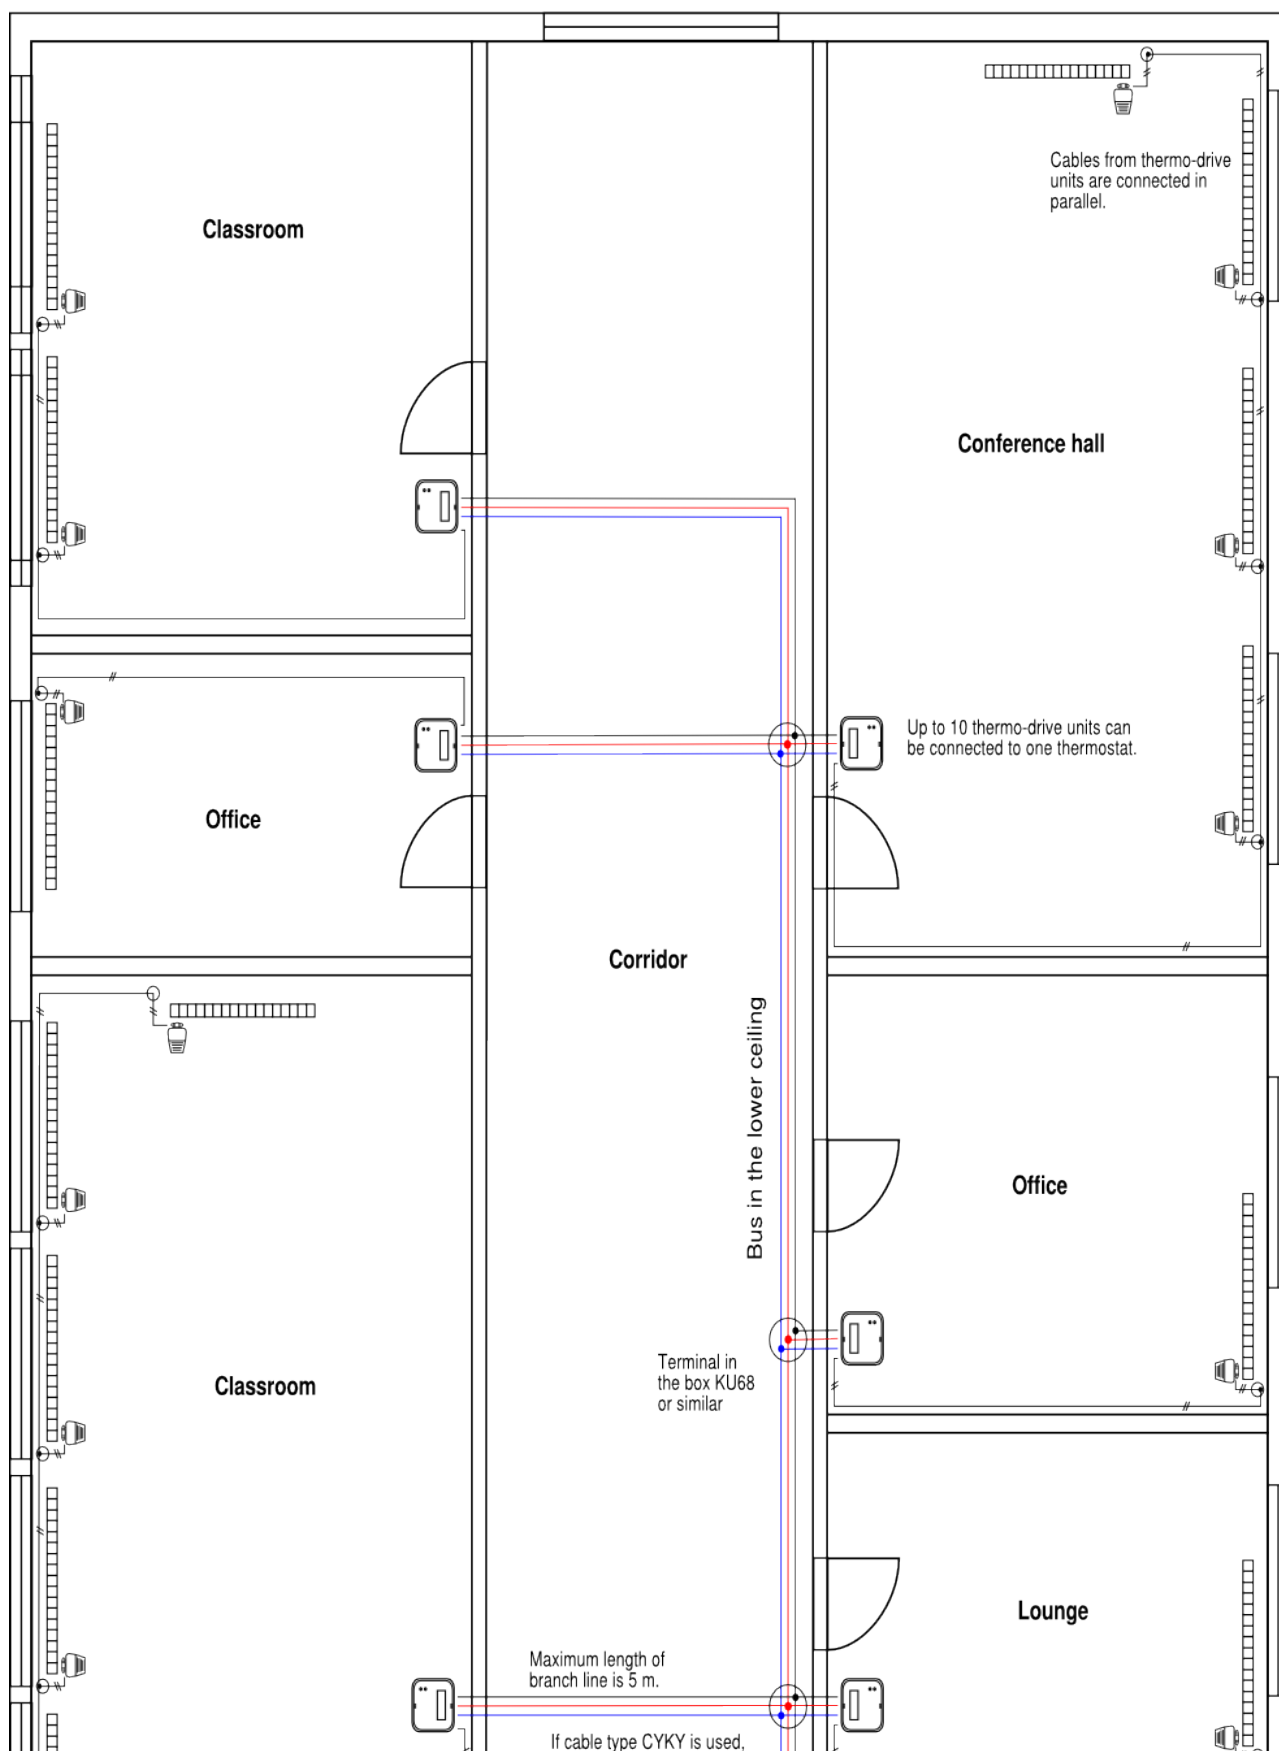 Cables from thermo-drive
units are connected in
parallel.
Classroom
Conference hall
Up to 10 thermo-drive units can
be connected to one thermostat.
Office
Corridor
Bus in the lower ceiling
Office
Terminal in
the box KU68
or similar
Classroom
Lounge
Maximum length of
branch line is 5 m.
If cable type CYKY is used,